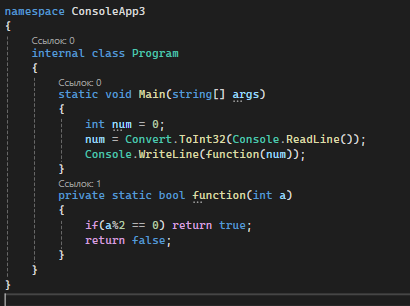 namespace ConsoleApp3
{
Ссылок: 0
internal class Program
{
Ссылок: 0
static void Main(string[] args)
{
int num = 0;
num = Convert.ToInt32(Console.ReadLine());
Console.WriteLine(function(num));
}
Ссылок: 1
private static bool function(int a)
{
if(a%2 == 0) return true;
return false;
}
}
}